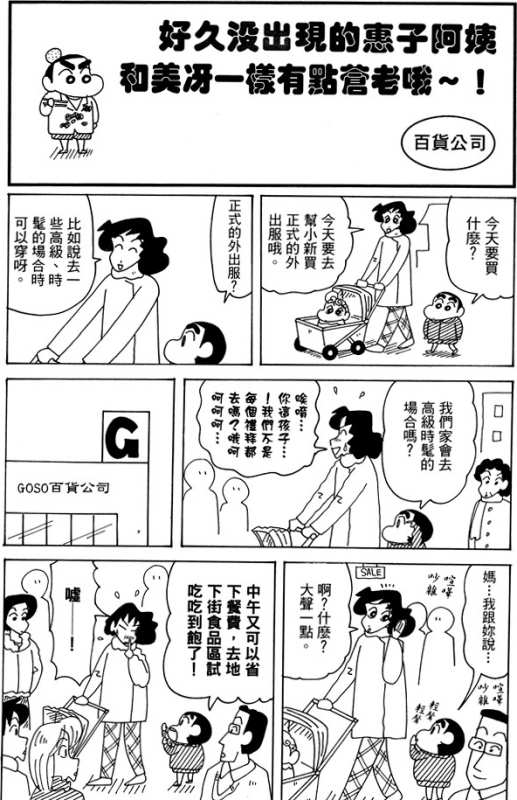 好久没出現的惠子阿姨
和美冴一樣有點蒼老哦～！
百貨公司
今天要買
什麼？
今天要去
幫小新買
正式的外
出服哦。
正式的外出服？
比如說去一
些高級、時
髦的場合時
可以穿呀。
我們家會去
高級時髦的
場合嗎？
唉唷…
你這孩子…
！我們不是
每個禮拜都
去嗎？哦呵
呵呵呵…
G
GOSO百貨公司
媽…我跟妳說…
喧嘩
吵雜
喧嘩
吵雜
輕聲
輕聲
SALE
啊？什麼？
大聲一點。
中午又可以省
下餐費，去地
下街食品區試
吃吃到飽了！
噓——！